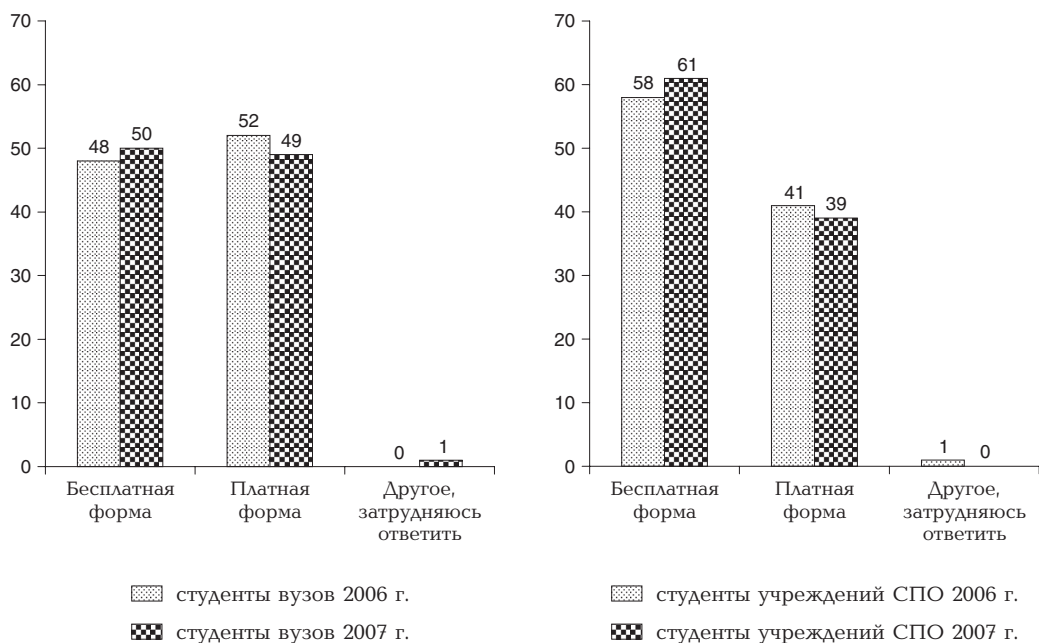 70
60
50
40
30
20
10
0
48
50
52
49
0
1
Бесплатная
форма
Платная
форма
Другое,
затрудняюсь
ответить
студенты вузов 2006 г.
студенты вузов 2007 г.
70
60
50
40
30
20
10
0
58
61
41
39
1
0
Бесплатная
форма
Платная
форма
Другое,
затрудняюсь
ответить
студенты учреждений СПО 2006 г.
студенты учреждений СПО 2007 г.